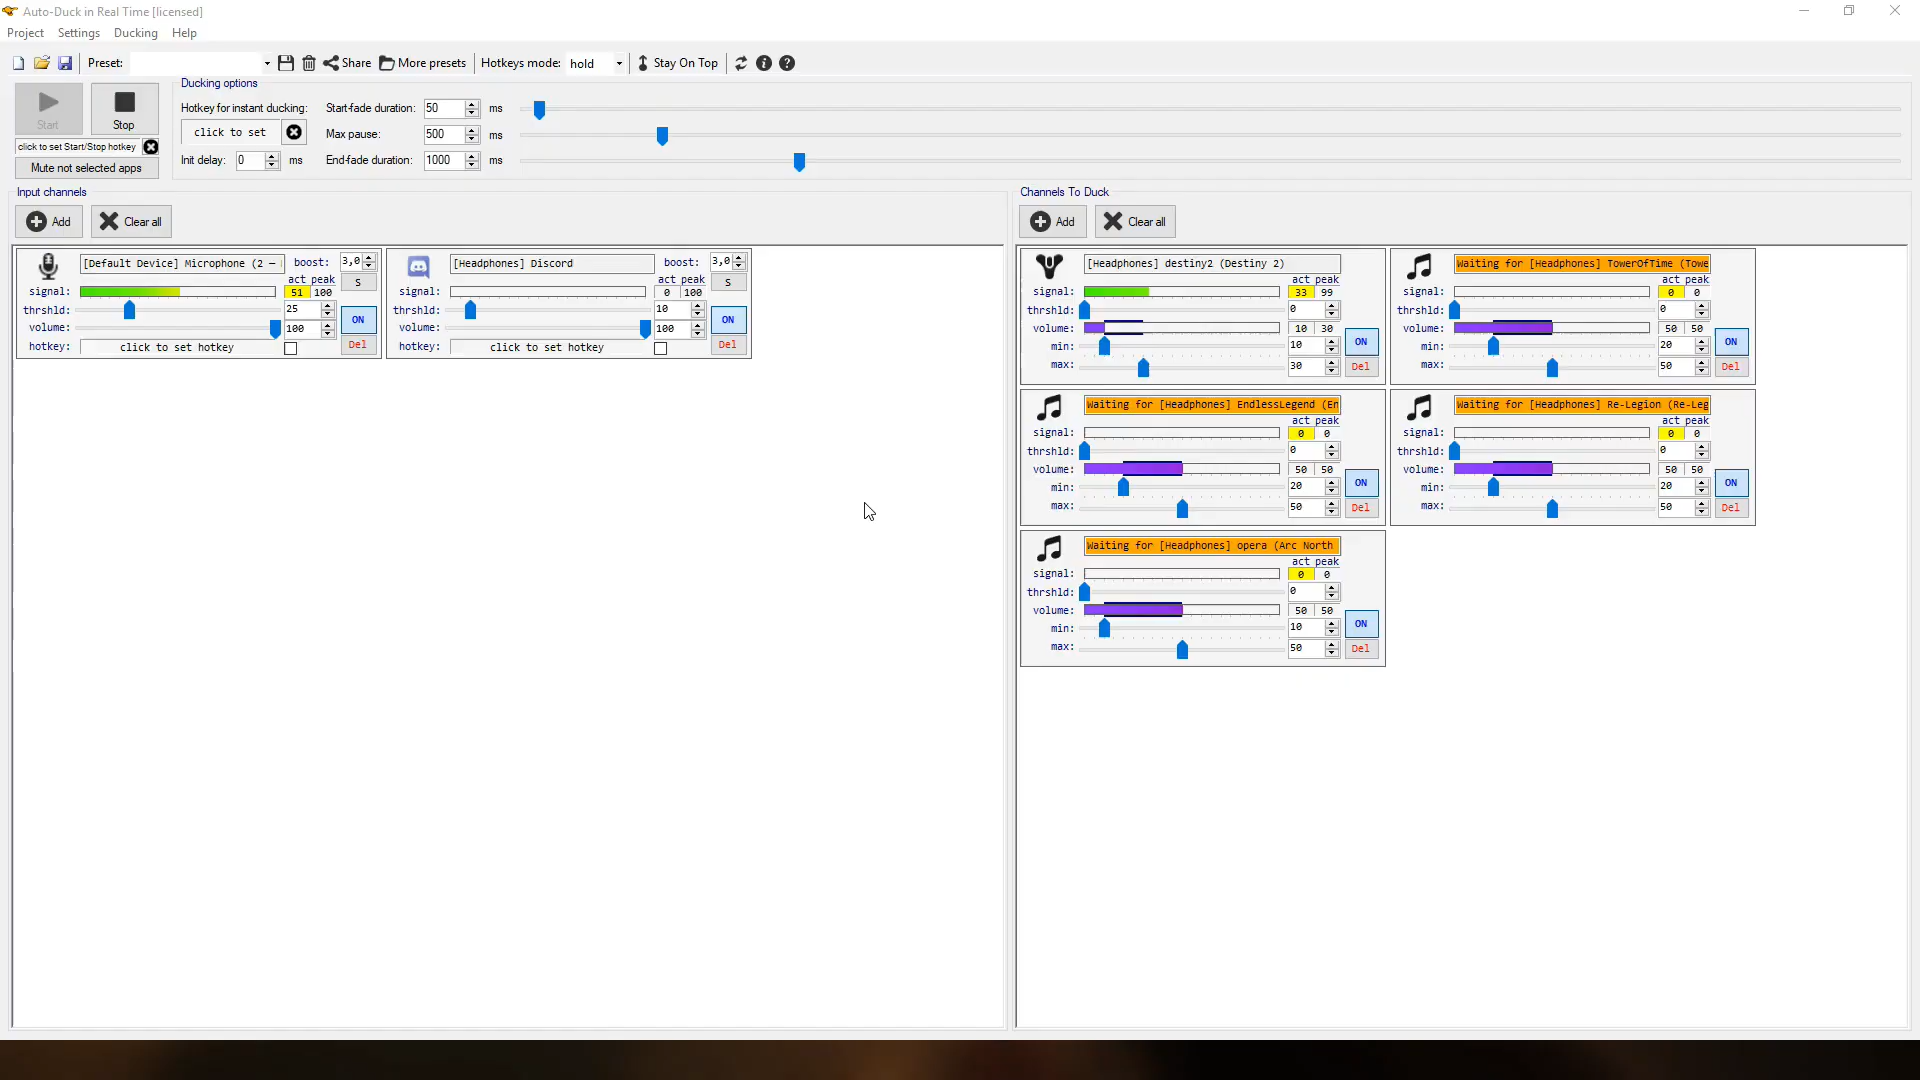 Auto-Duck in Real Time [licensed]
Project Settings Ducking Help
Preset: Share More presets Hotkeys mode: hold Stay On Top
Ducking options
Start Stop
click to set Start/Stop hotkey
Mute not selected apps
Hotkey for instant ducking:
click to set
Init delay: 0 ms
Start-fade duration: 50 ms
Max pause: 500 ms
End-fade duration: 1000 ms
Input channels
Add Clear all
[Default Device] Microphone (2 – boost: 3,0
act peak S
signal: 51 100
thrshld: 25 ON
volume: 100
hotkey: click to set hotkey Del
[Headphones] Discord boost: 3,0
act peak S
signal: 0 100
thrshld: 10 ON
volume: 100
hotkey: click to set hotkey Del
Channels To Duck
Add Clear all
[Headphones] destiny2 (Destiny 2)
act peak
signal: 33 99
thrshld: 0
volume: 10 30 ON
min: 10
max: 30 Del
Waiting for [Headphones] TowerOfTime (Towe
act peak
signal: 0 0
thrshld: 0
volume: 50 50 ON
min: 20
max: 50 Del
Waiting for [Headphones] EndlessLegend (En
act peak
signal: 0 0
thrshld: 0
volume: 50 50 ON
min: 20
max: 50 Del
Waiting for [Headphones] Re-Legion (Re-Leg
act peak
signal: 0 0
thrshld: 0
volume: 50 50 ON
min: 20
max: 50 Del
Waiting for [Headphones] opera (Arc North
act peak
signal: 0 0
thrshld: 0
volume: 50 50 ON
min: 10
max: 50 Del